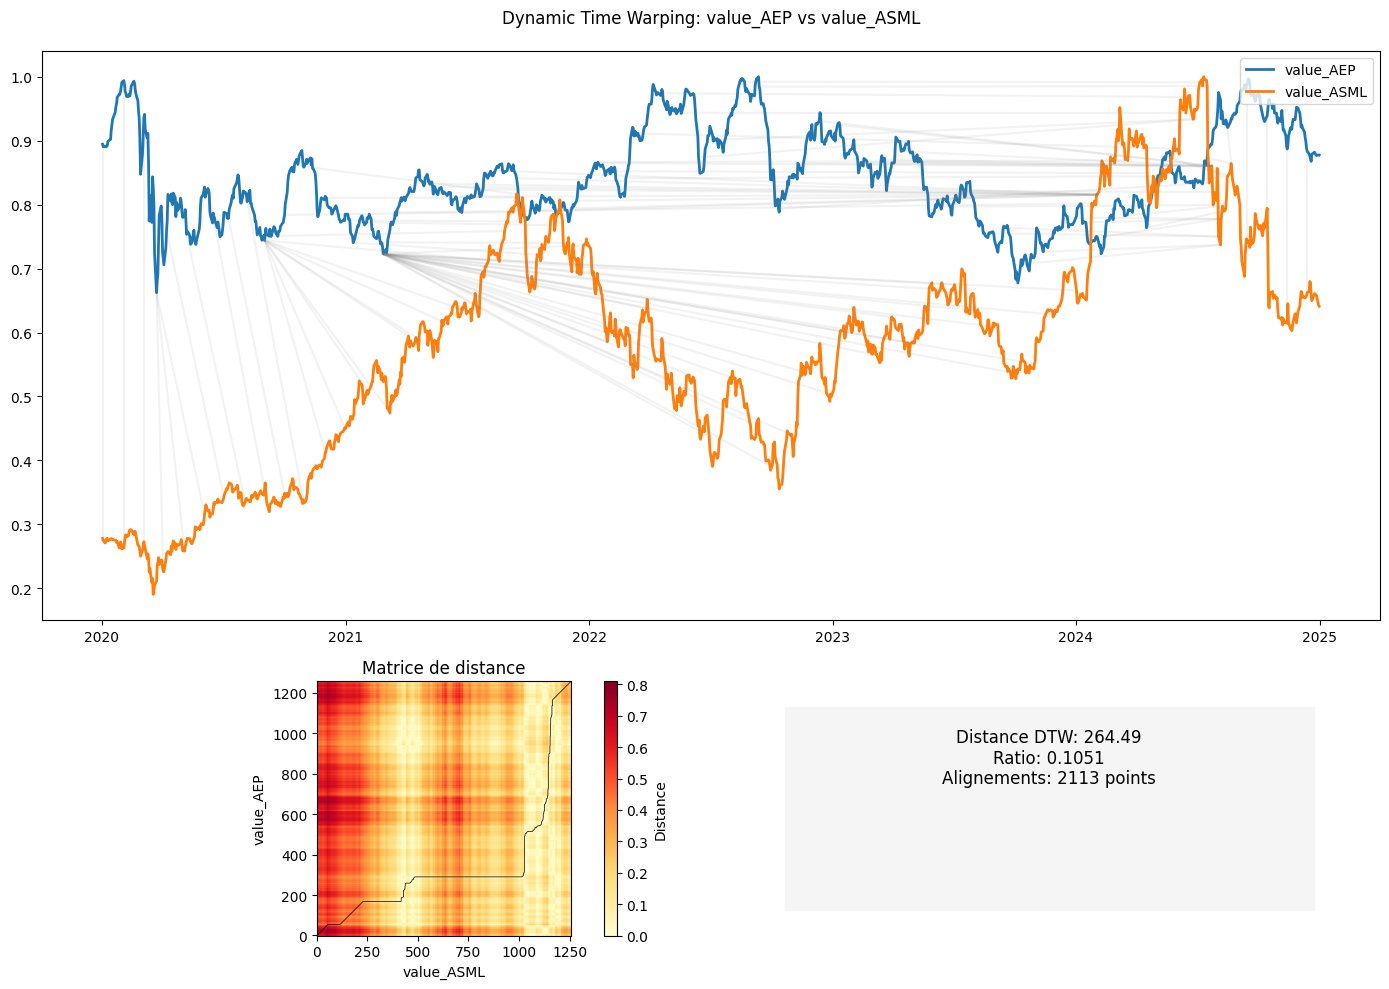 Dynamic Time Warping: value_AEP vs value_ASML
1.0
0.9
0.8
0.7
0.6
0.5
0.4
0.3
0.2
value_AEP
value_ASML
2020 2021 2022 2023 2024 2025
Matrice de distance
1200
1000
800
600
400
200
0
value_AEP
0 250 500 750 1000 1250
value_ASML
0.8
0.7
0.6
0.5
0.4
0.3
0.2
0.1
0.0
Distance
Distance DTW: 264.49
Ratio: 0.1051
Alignements: 2113 points